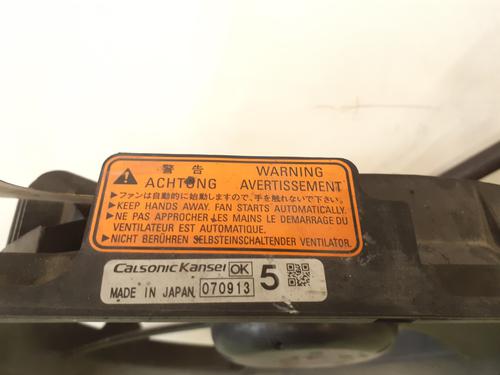 警告 WARNING
ACHTUNG AVERTISSEMENT
▶ファンは自動的に始動しますので、手を触れないで下さい。
▶KEEP HANDS AWAY. FAN STARTS AUTOMATICALLY.
▶NE PAS APPROCHER LES MAINS LE DEMARRAGE DU
VENTILATEUR EST AUTOMATIQUE.
▶NICHT BERÜHREN SELBSTEINSCHALTENDER VENTILATOR.
CALSONIC KANSEI OK 5
MADE IN JAPAN 070913